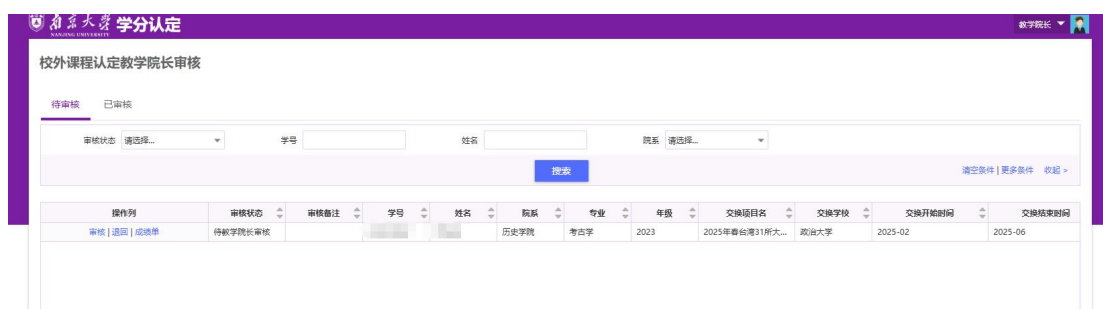 南京大学 学分认定 教学院长
NANJING UNIVERSITY
校外课程认定教学院长审核
待审核 已审核
审核状态 请选择... 学号 姓名 院系 请选择...
搜索 清空条件 | 更多条件 收起 >
操作列 审核状态 审核备注 学号 姓名 院系 专业 年级 交换项目名 交换学校 交换开始时间 交换结束时间
审核 | 退回 | 成绩单 待教学院长审核 历史学院 考古学 2023 2025年春台湾31所大... 政治大学 2025-02 2025-06